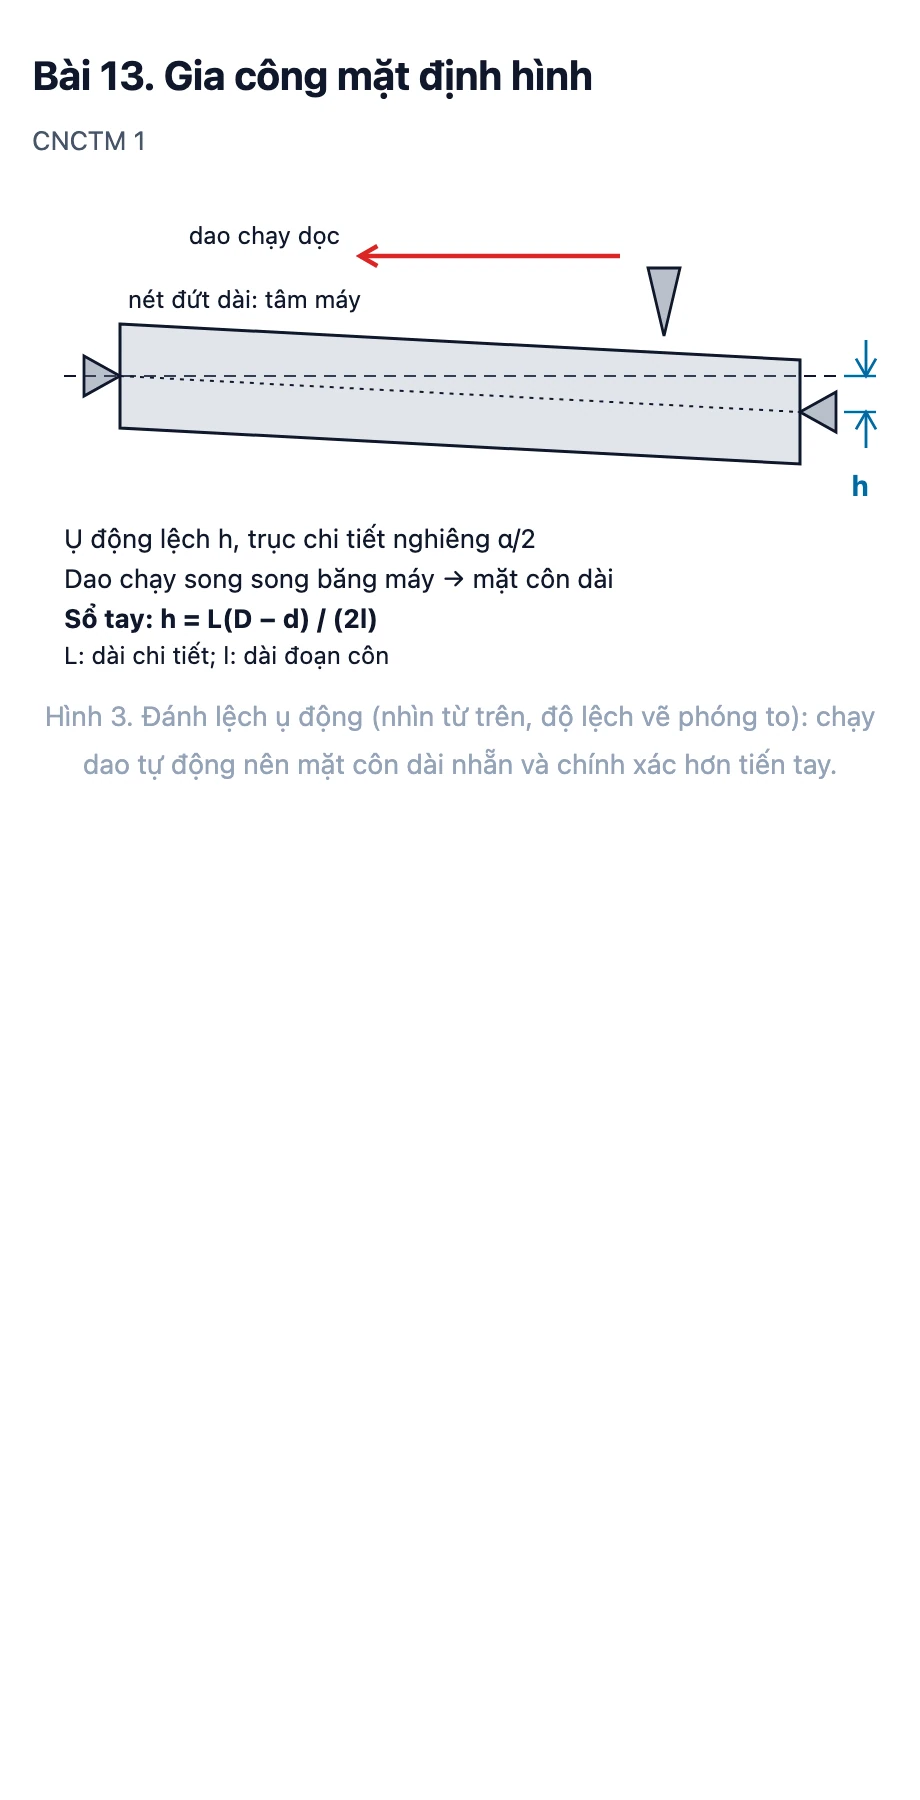 Bài 13. Gia công mặt định hình
CNCTM 1
dao chạy dọc
nét đứt dài: tâm máy
h
Ụ động lệch h, trục chi tiết nghiêng α/2
Dao chạy song song băng máy → mặt côn dài
Sổ tay: h = L(D − d) / (2l)
L: dài chi tiết; l: dài đoạn côn
Hình 3. Đánh lệch ụ động (nhìn từ trên, độ lệch vẽ phóng to): chạy
dao tự động nên mặt côn dài nhẵn và chính xác hơn tiến tay.